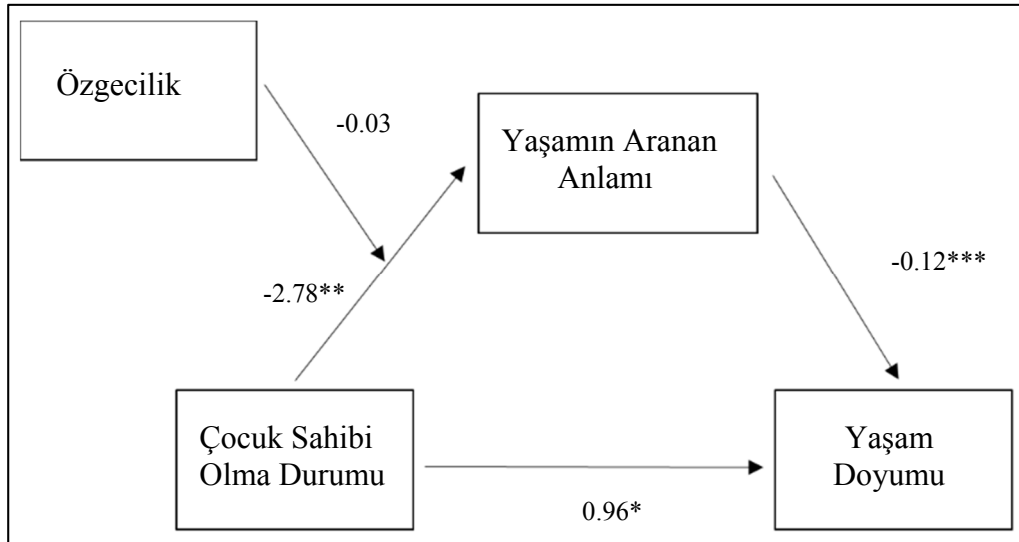 Özgecilik
-0.03
Yaşamın Aranan
Anlamı
-2.78**
-0.12***
Çocuk Sahibi
Olma Durumu
0.96*
Yaşam
Doyumu